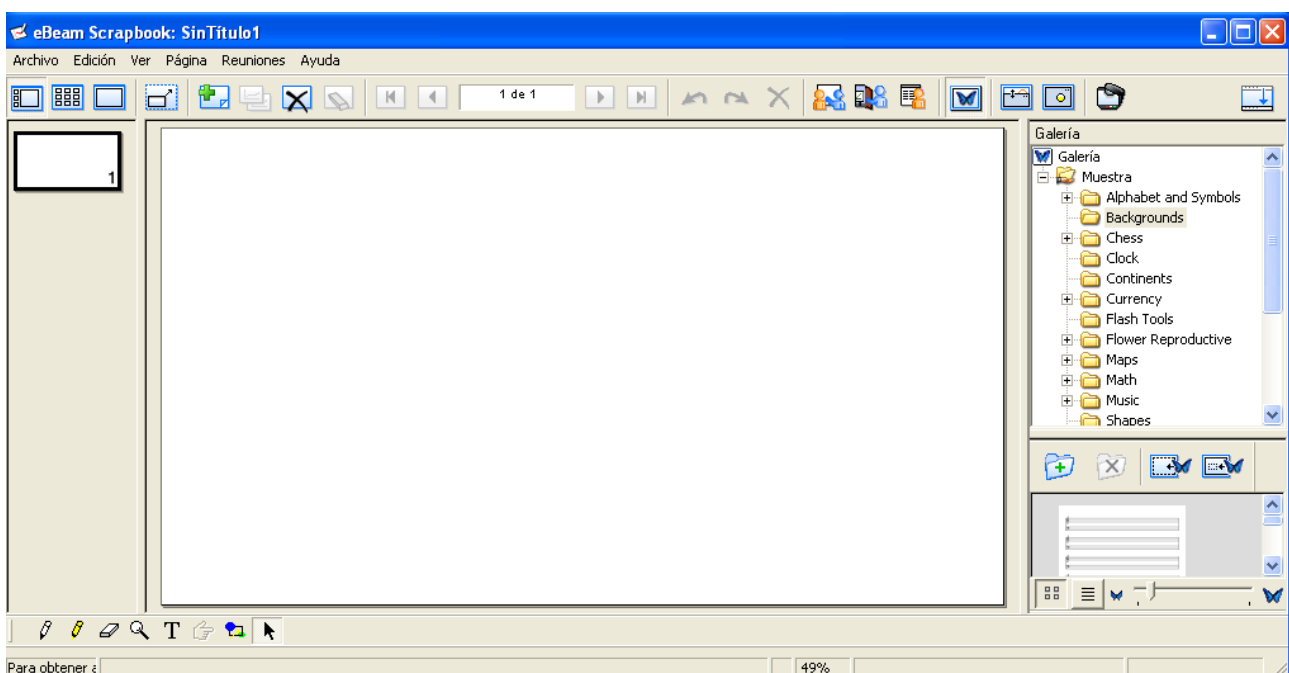 eBeam Scrapbook: SinTítulo1
Archivo Edición Ver Página Reuniones Ayuda
1 de 1
1
Galería
Galería
Muestra
Alphabet and Symbols
Backgrounds
Chess
Clock
Continents
Currency
Flash Tools
Flower Reproductive
Maps
Math
Music
Shapes
T
Para obtener a
49%